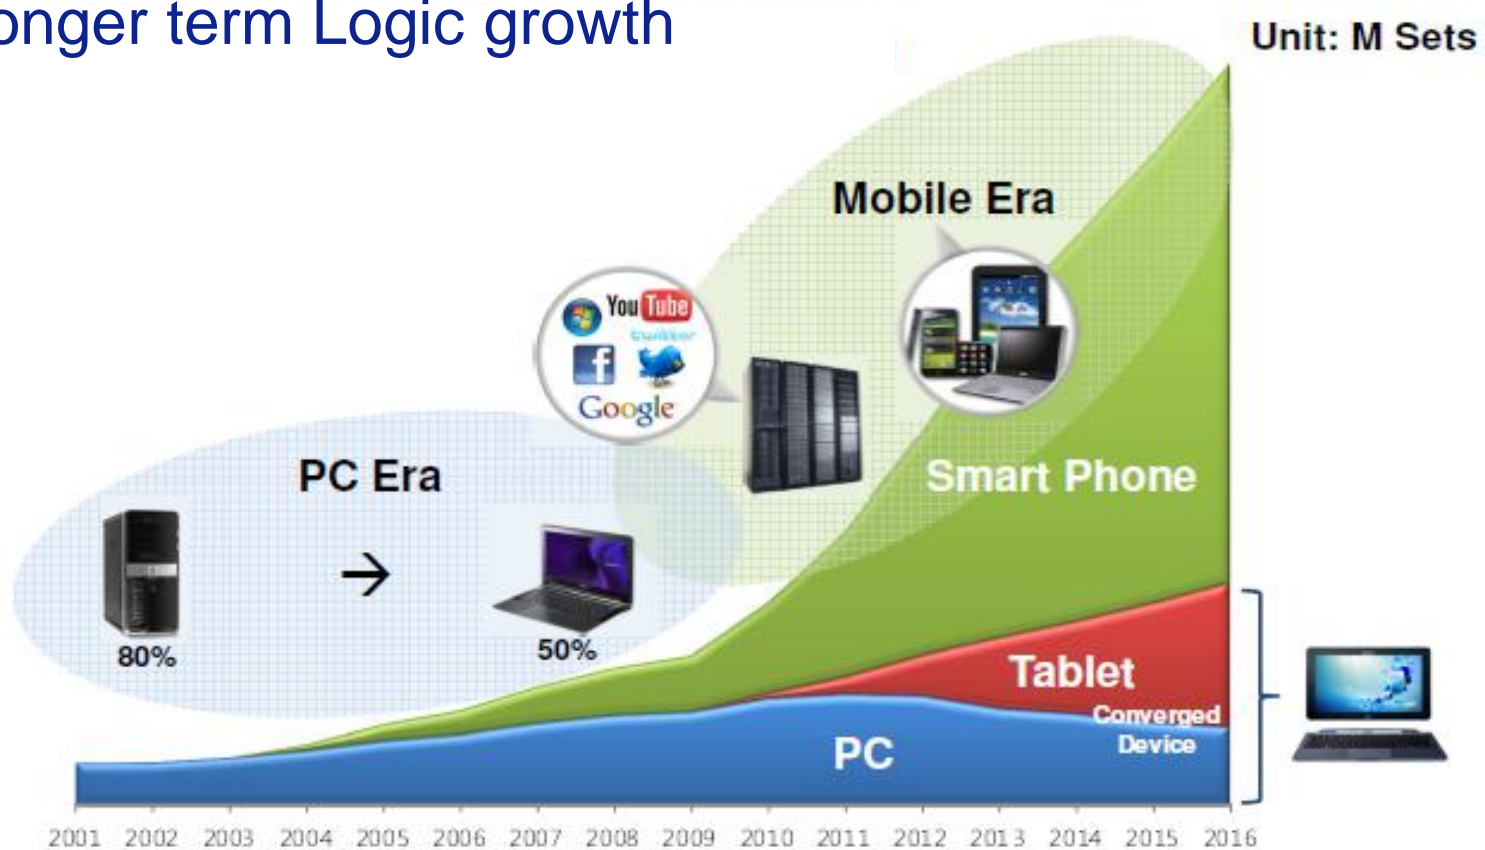 onger term Logic growth
Unit: M Sets
Mobile Era
You Tube
twitter
f
Google
PC Era
Smart Phone
80%
50%
Tablet
Converged
Device
PC
2001 2002 2003 2004 2005 2006 2007 2008 2009 2010 2011 2012 2013 2014 2015 2016